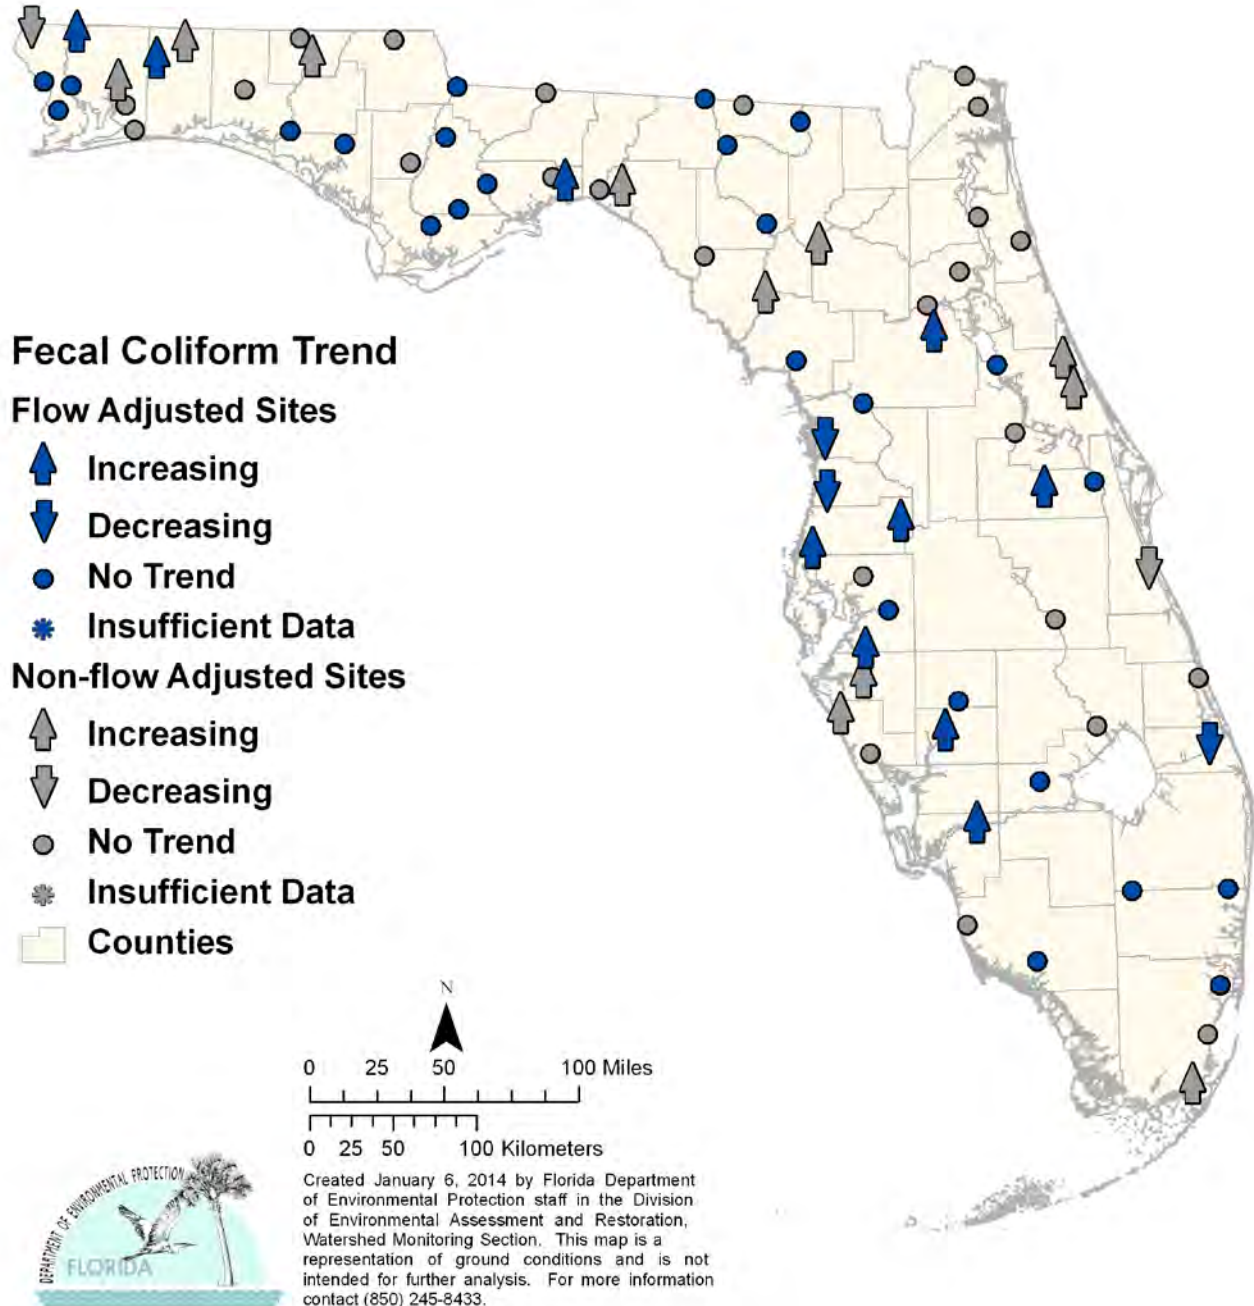 Fecal Coliform Trend
Flow Adjusted Sites
Increasing
Decreasing
No Trend
Insufficient Data
Non-flow Adjusted Sites
Increasing
Decreasing
No Trend
Insufficient Data
Counties
N
0 25 50 100 Miles
0 25 50 100 Kilometers
Created January 6, 2014 by Florida Department
of Environmental Protection staff in the Division
of Environmental Assessment and Restoration,
Watershed Monitoring Section. This map is a
representation of ground conditions and is not
intended for further analysis. For more information
contact (850) 245-8433.
DEPARTMENT OF ENVIRONMENTAL PROTECTION
FLORIDA